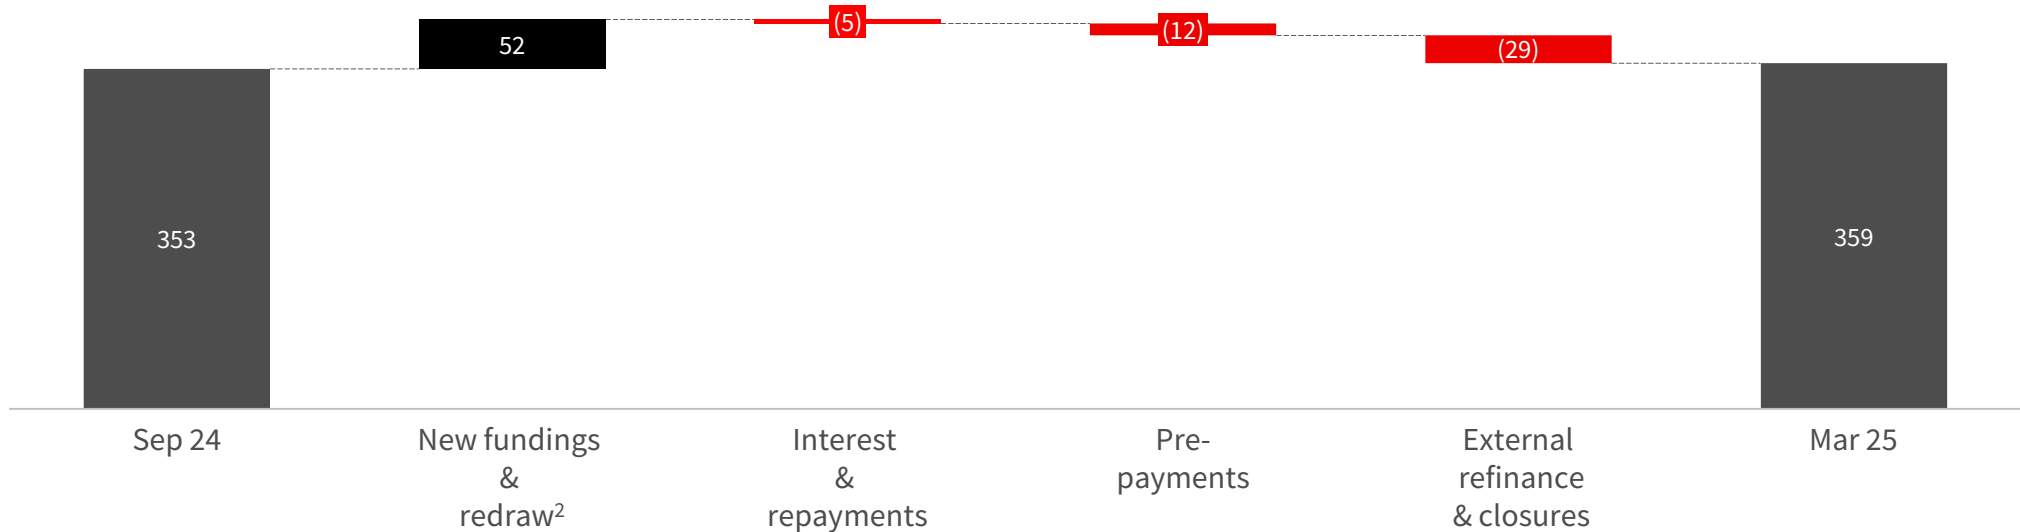 353
52
(5)
(12)
(29)
359
Sep 24
New fundings
&
redraw²
Interest
&
repayments
Pre-
payments
External
refinance
& closures
Mar 25